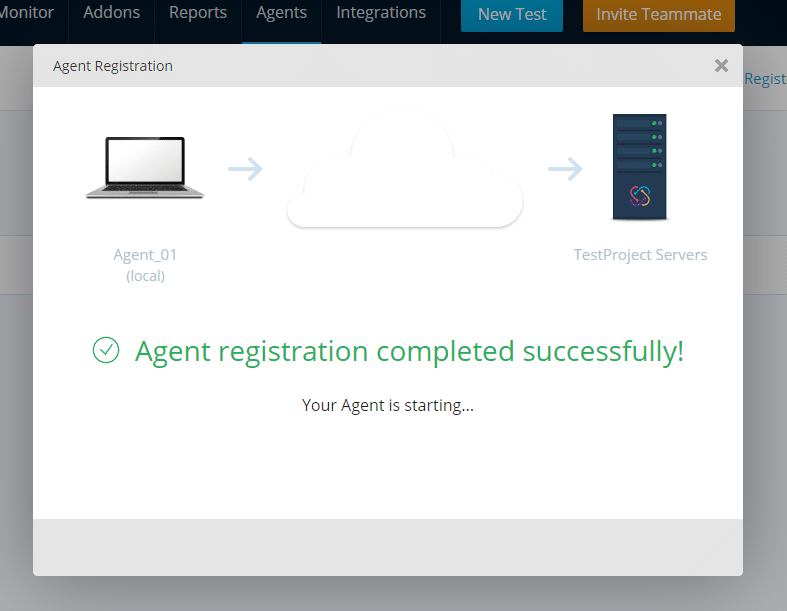 Monitor Addons Reports Agents Integrations New Test Invite Teammate
Agent Registration
Regist
Agent_01
(local)
TestProject Servers
Agent registration completed successfully!
Your Agent is starting...